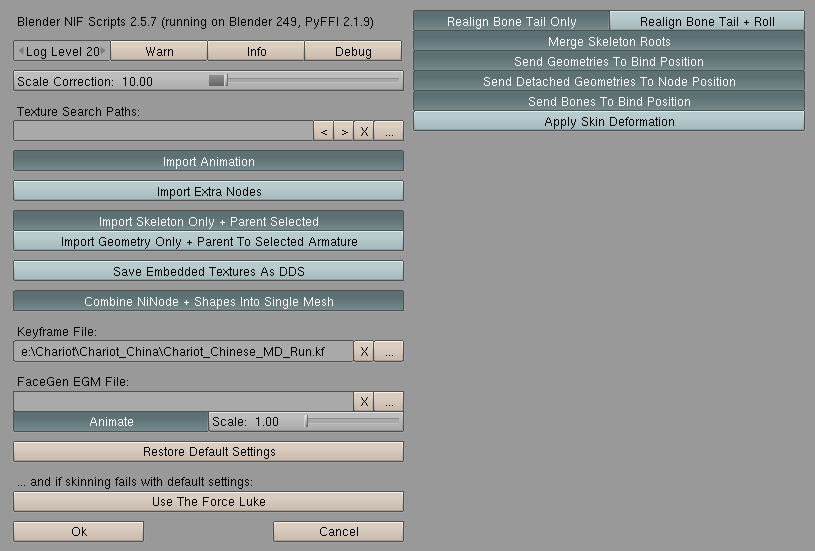 Blender NIF Scripts 2.5.7 (running on Blender 249, PyFFI 2.1.9)
Log Level 20 Warn Info Debug
Scale Correction: 10.00
Texture Search Paths:
< > X ...
Import Animation
Import Extra Nodes
Import Skeleton Only + Parent Selected
Import Geometry Only + Parent To Selected Armature
Save Embedded Textures As DDS
Combine NiNode + Shapes Into Single Mesh
Keyframe File:
e:\Chariot\Chariot_China\Chariot_Chinese_MD_Run.kf X ...
FaceGen EGM File:
X ...
Animate Scale: 1.00
Restore Default Settings
... and if skinning fails with default settings:
Use The Force Luke
Ok Cancel
Realign Bone Tail Only Realign Bone Tail + Roll
Merge Skeleton Roots
Send Geometries To Bind Position
Send Detached Geometries To Node Position
Send Bones To Bind Position
Apply Skin Deformation